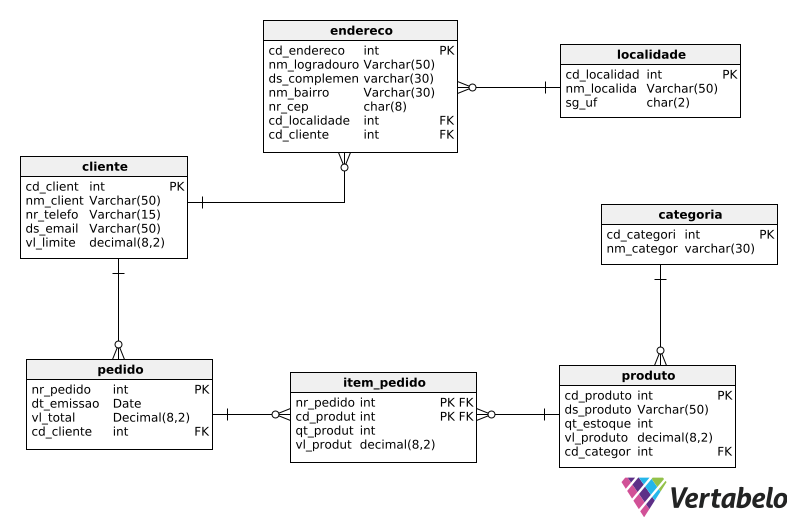 endereco
cd_endereco int PK
nm_logradouro Varchar(50)
ds_complemen varchar(30)
nm_bairro Varchar(30)
nr_cep char(8)
cd_localidade int FK
cd_cliente int FK
localidade
cd_localidad int PK
nm_localida Varchar(50)
sg_uf char(2)
cliente
cd_client int PK
nm_client Varchar(50)
nr_telefo Varchar(15)
ds_email Varchar(50)
vl_limite decimal(8,2)
categoria
cd_categori int PK
nm_categor varchar(30)
pedido
nr_pedido int PK
dt_emissao Date
vl_total Decimal(8,2)
cd_cliente int FK
item_pedido
nr_pedido int PK FK
cd_produt int PK FK
qt_produt int
vl_produt decimal(8,2)
produto
cd_produto int PK
ds_produto Varchar(50)
qt_estoque int
vl_produto decimal(8,2)
cd_categor int FK
Vertabelo